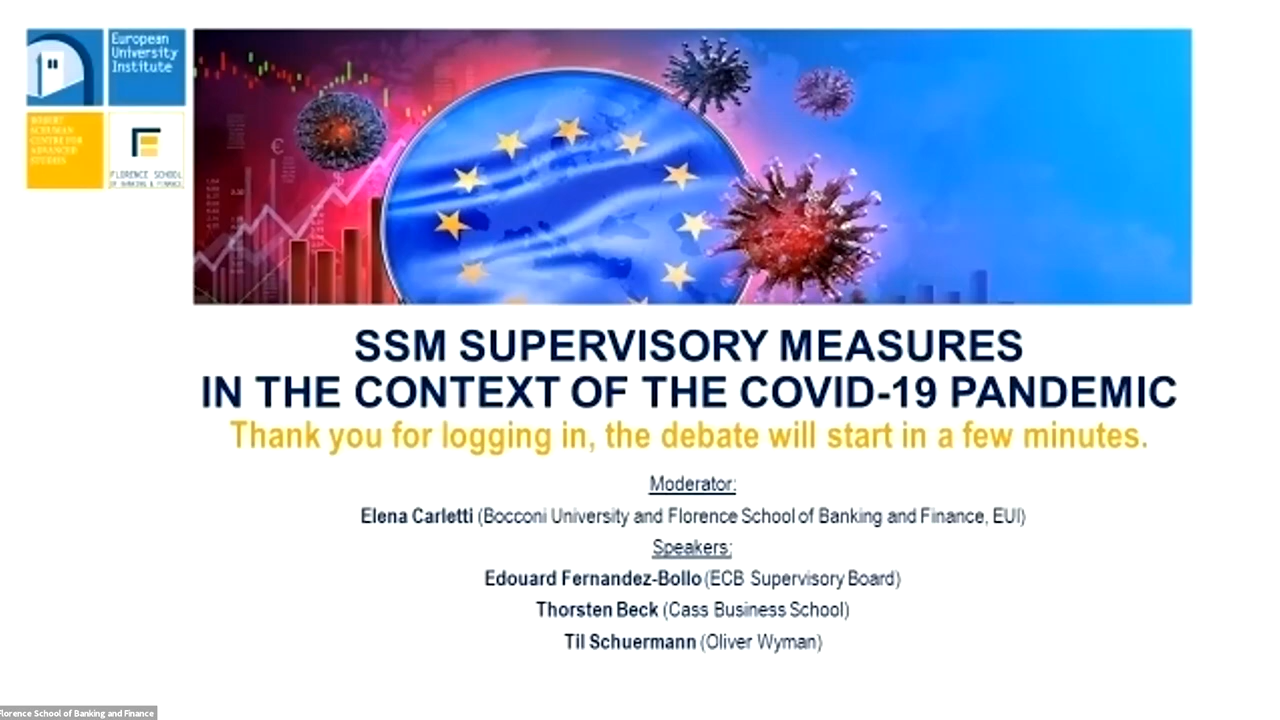 European
University
Institute
ROBERT
SCHUMAN
CENTRE FOR
ADVANCED
STUDIES
FLORENCE SCHOOL
OF BANKING & FINANCE
€
SSM SUPERVISORY MEASURES
IN THE CONTEXT OF THE COVID-19 PANDEMIC
Thank you for logging in, the debate will start in a few minutes.
Moderator:
Elena Carletti (Bocconi University and Florence School of Banking and Finance, EUI)
Speakers:
Edouard Fernandez-Bollo (ECB Supervisory Board)
Thorsten Beck (Cass Business School)
Til Schuermann (Oliver Wyman)
Florence School of Banking and Finance